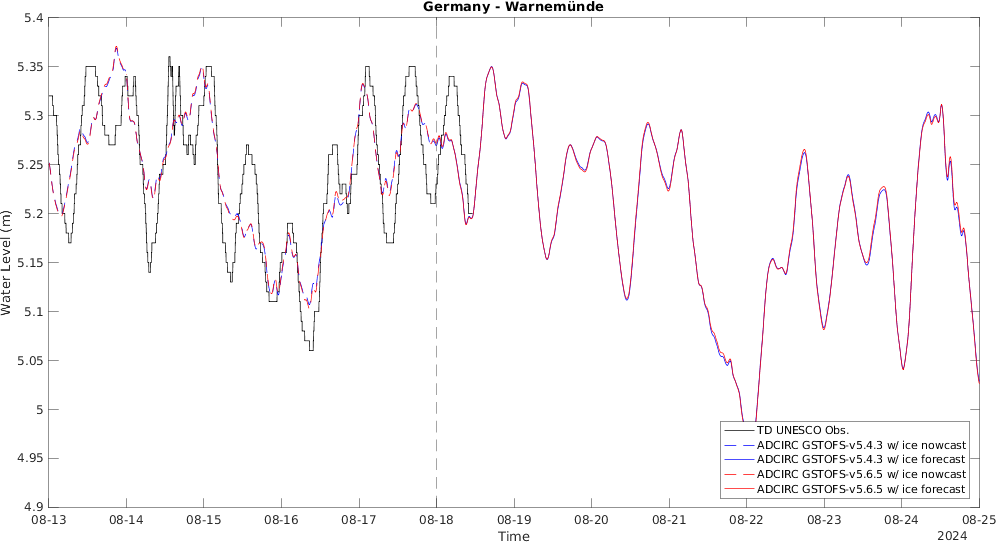 Germany - Warnemünde
5.4
5.35
5.3
5.25
5.2
5.15
5.1
5.05
5
4.95
4.9
Water Level (m)
TD UNESCO Obs.
ADCIRC GSTOFS-v5.4.3 w/ ice nowcast
ADCIRC GSTOFS-v5.4.3 w/ ice forecast
ADCIRC GSTOFS-v5.6.5 w/ ice nowcast
ADCIRC GSTOFS-v5.6.5 w/ ice forecast
08-13 08-14 08-15 08-16 08-17 08-18 08-19 08-20 08-21 08-22 08-23 08-24 08-25
Time
2024